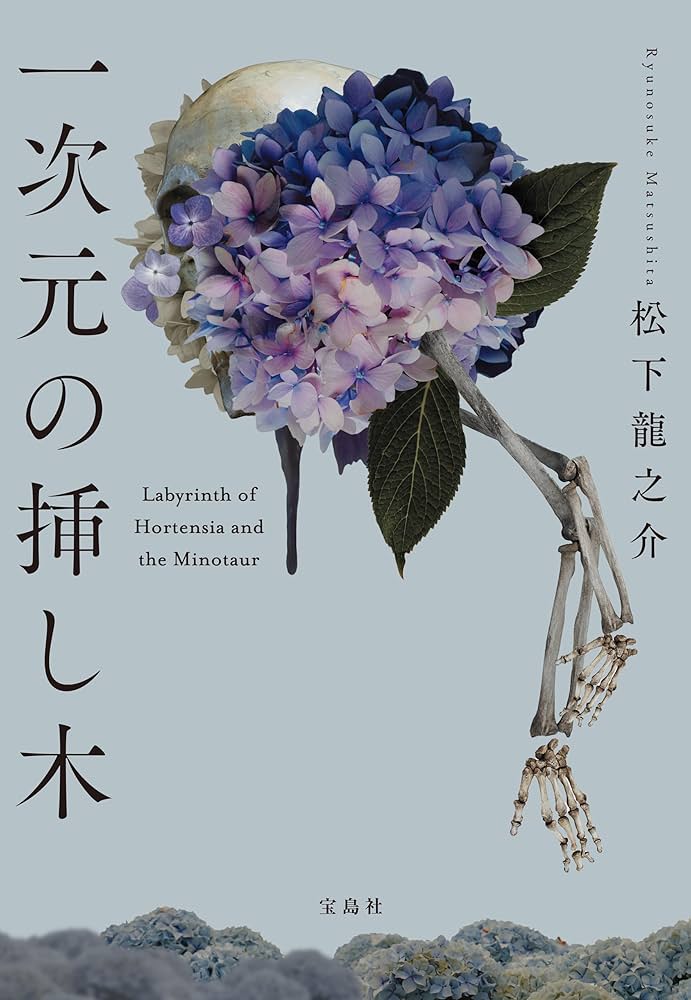 一次元の挿し木
Ryunosuke Matsushita
松下龍之介
Labyrinth of
Hortensia and
the Minotaur
宝島社